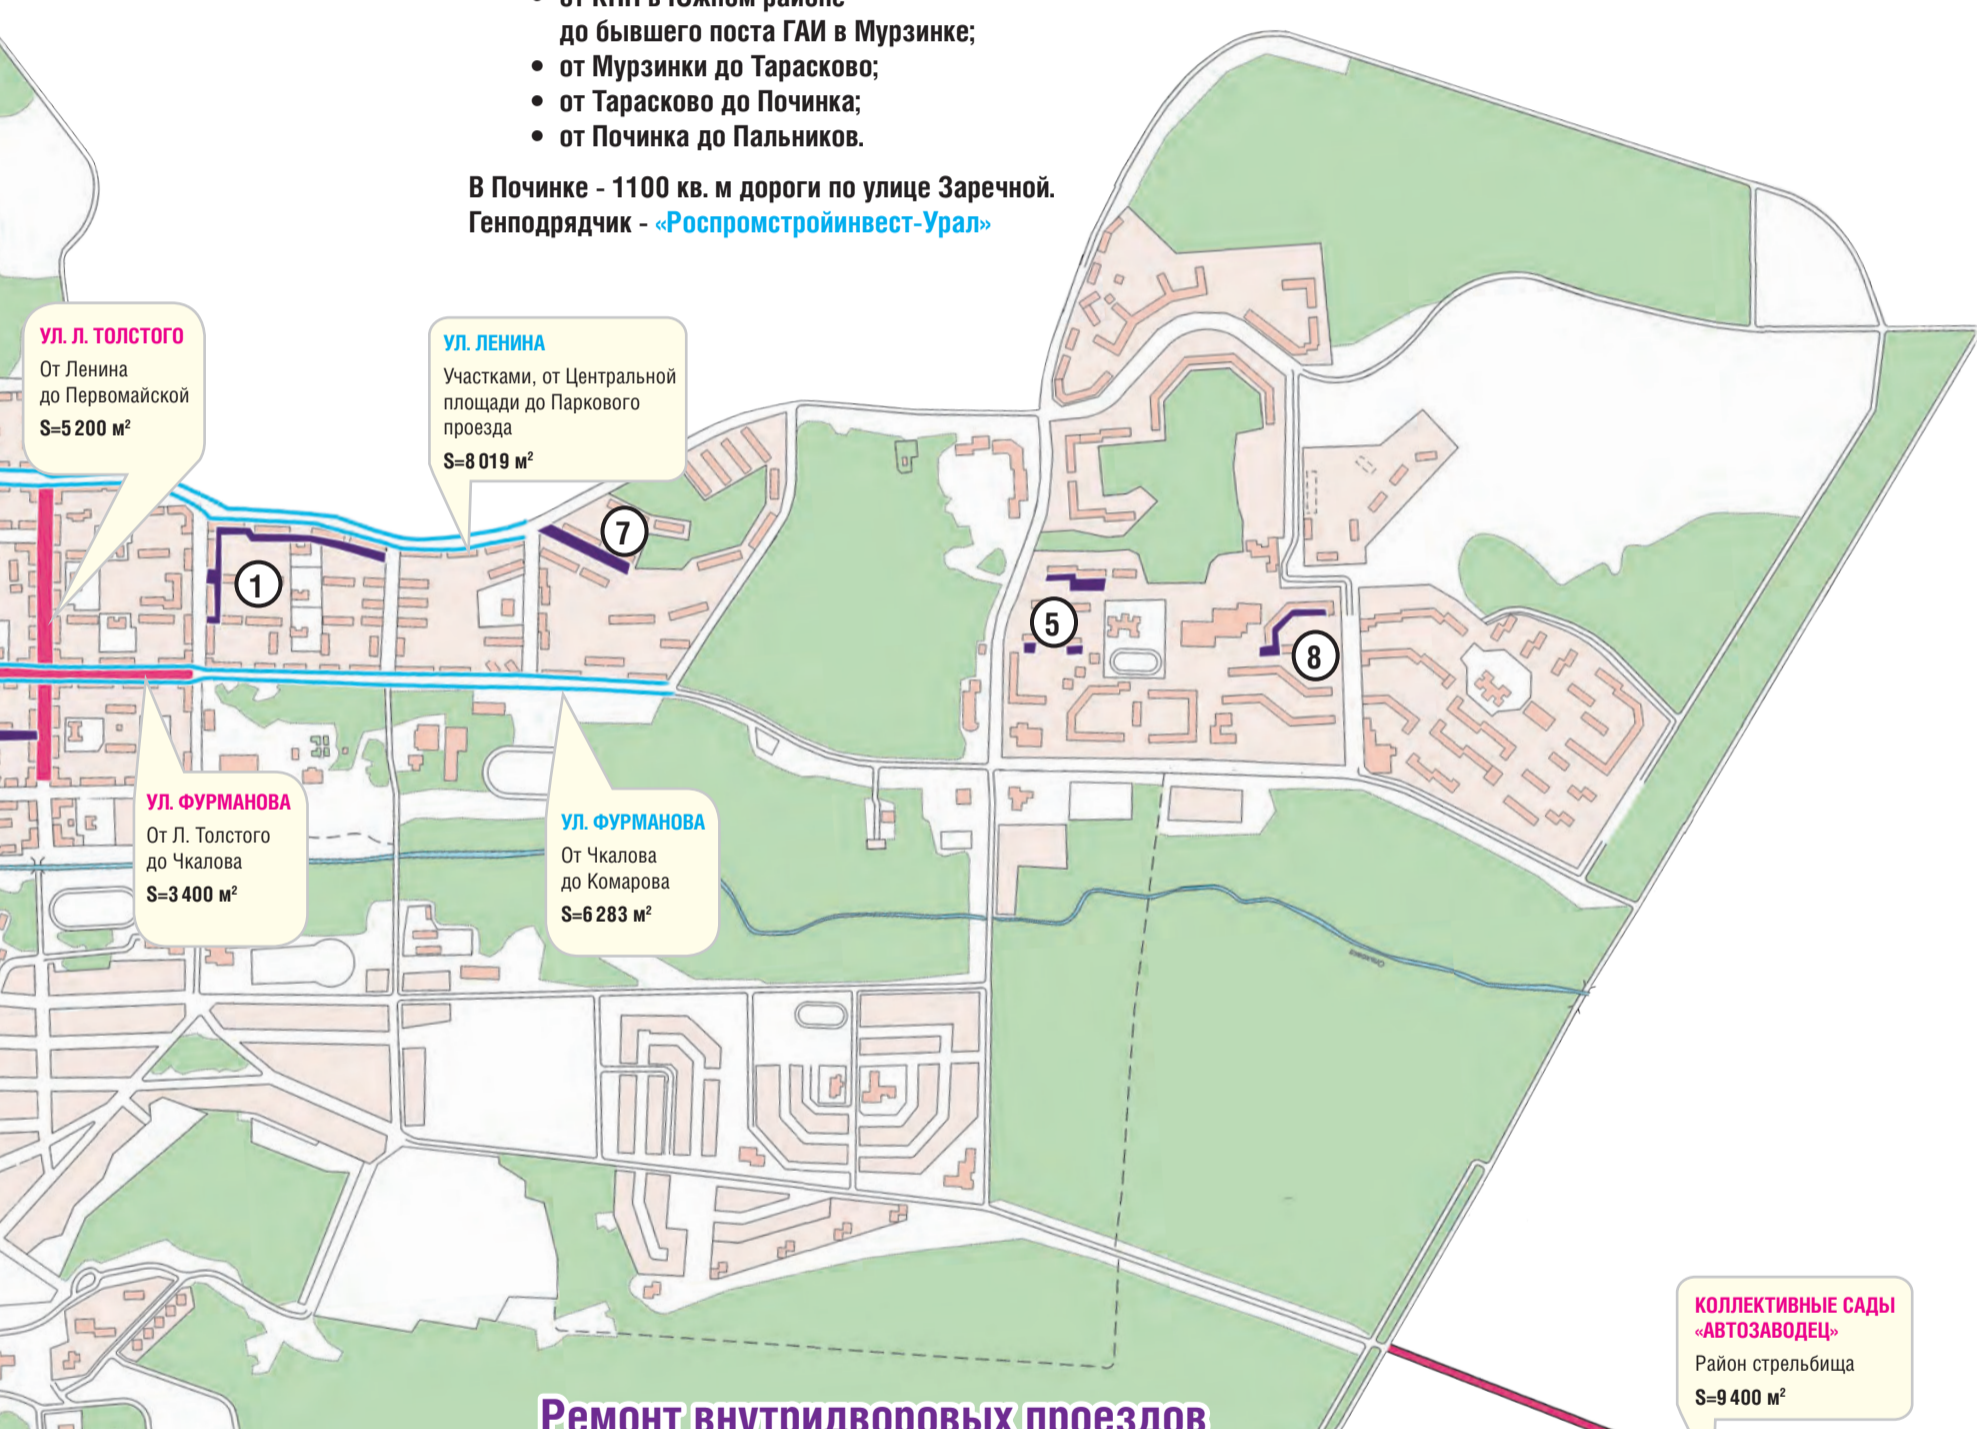 от КПП в Южном районе
до бывшего поста ГАИ в Мурзинке;
• от Мурзинки до Тарасково;
• от Тарасково до Починка;
• от Починка до Пальников.
В Починке - 1100 кв. м дороги по улице Заречной.
Генподрядчик - «Роспромстройинвест-Урал»
УЛ. Л. ТОЛСТОГО
От Ленина
до Первомайской
S=5 200 м²
УЛ. ЛЕНИНА
Участками, от Центральной
площади до Паркового
проезда
S=8 019 м²
7
1
5
8
УЛ. ФУРМАНОВА
От Л. Толстого
до Чкалова
S=3 400 м²
УЛ. ФУРМАНОВА
От Чкалова
до Комарова
S=6 283 м²
КОЛЛЕКТИВНЫЕ САДЫ
«АВТОЗАВОДЕЦ»
Район стрельбища
S=9 400 м²
Ремонт внутридворовых проездов